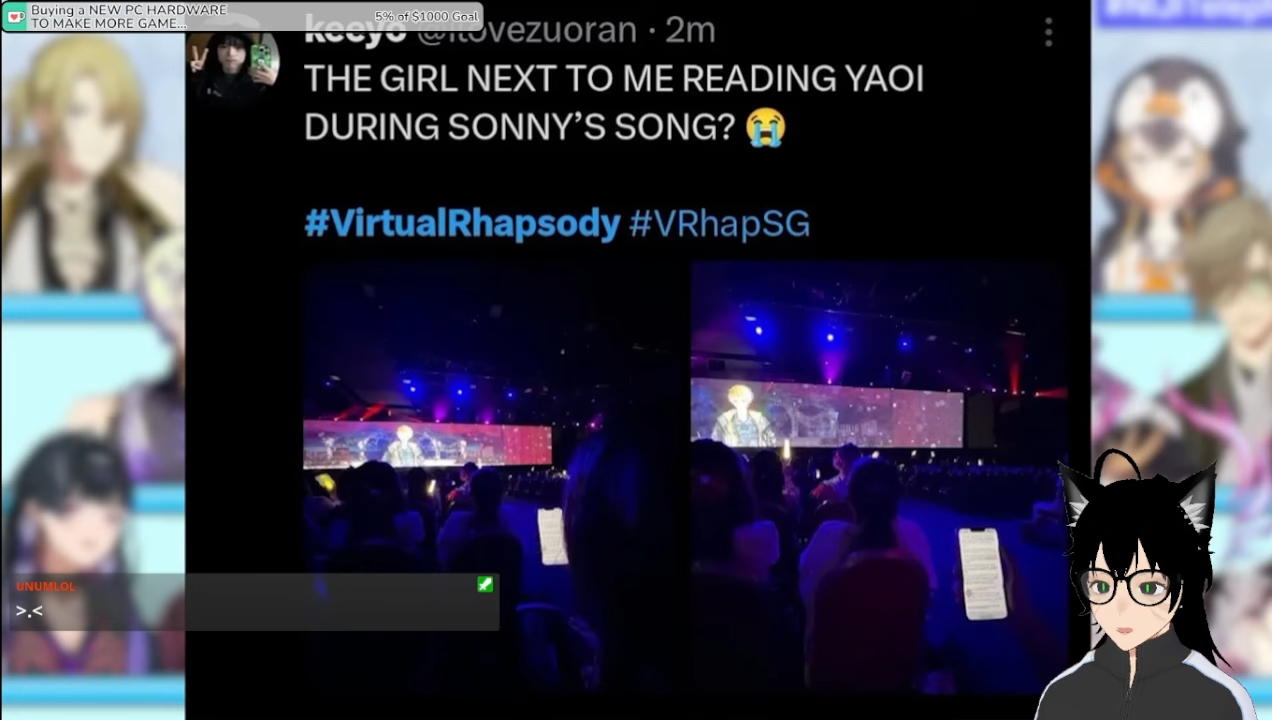 Buying a NEW PC HARDWARE
TO MAKE MORE GAME...
5% of $1000 Goal
keeyo @itovezuoran · 2m
THE GIRL NEXT TO ME READING YAOI
DURING SONNY'S SONG? 😭
#VirtualRhapsody #VRhapSG
UNUMLOL
>.<